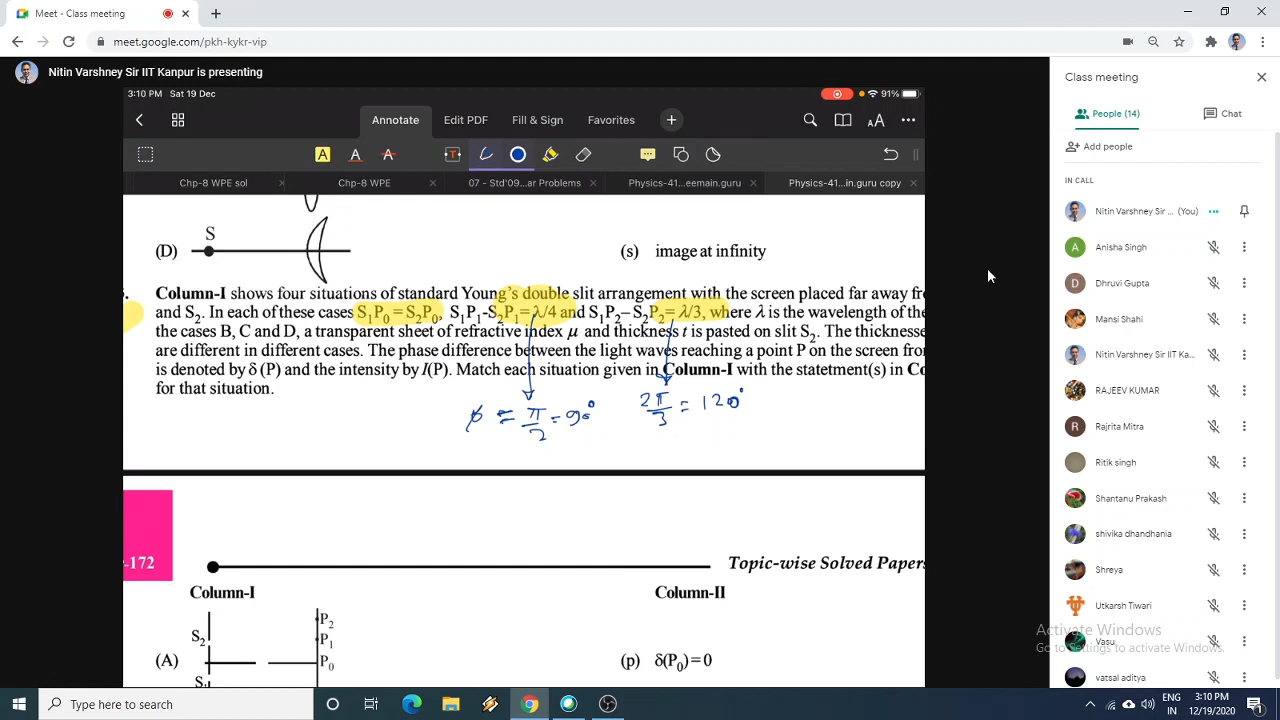 Meet - Class meeting
meet.google.com/pkh-kykr-vip
Nitin Varshney Sir IIT Kanpur is presenting
3:10 PM Sat 19 Dec
91%
Annotate Edit PDF Fill & Sign Favorites
Chp-8 WPE sol
Chp-8 WPE
07 - Std'09...ar Problems
Physics-41...eemain.guru
Physics-41...in.guru copy
S
(D)
(s) image at infinity
Column-I shows four situations of standard Young's double slit arrangement with the screen placed far away fr
and S₂. In each of these cases S₁P₀ = S₂P₀, S₁P₁-S₂P₁= λ/4 and S₁P₂– S₂P₂= λ/3, where λ is the wavelength of the
the cases B, C and D, a transparent sheet of refractive index μ and thickness t is pasted on slit S₂. The thicknesse
are different in different cases. The phase difference between the light waves reaching a point P on the screen from
is denoted by δ (P) and the intensity by I(P). Match each situation given in Column-I with the statetment(s) in Co
for that situation.
ϕ = π/2 = 90°
2π/3 = 120°
-172
Topic-wise Solved Papers
Column-I
Column-II
P₂
S₂
P₁
(A)
P₀
(p) δ(P₀) = 0
S₁
Class meeting
People (14)
Chat
Add people
IN CALL
Nitin Varshney Sir ... (You)
Anisha Singh
Dhruvi Gupta
Mansi Shahi
Nitin Varshney Sir IIT Ka...
RAJEEV KUMAR
Rajrita Mitra
Ritik singh
Shantanu Prakash
shivika dhandhania
Shreya
Utkarsh Tiwari
Vasu
vatsal aditya
Activate Windows
Go to Settings to activate Windows.
Type here to search
ENG
IN
3:10 PM
12/19/2020